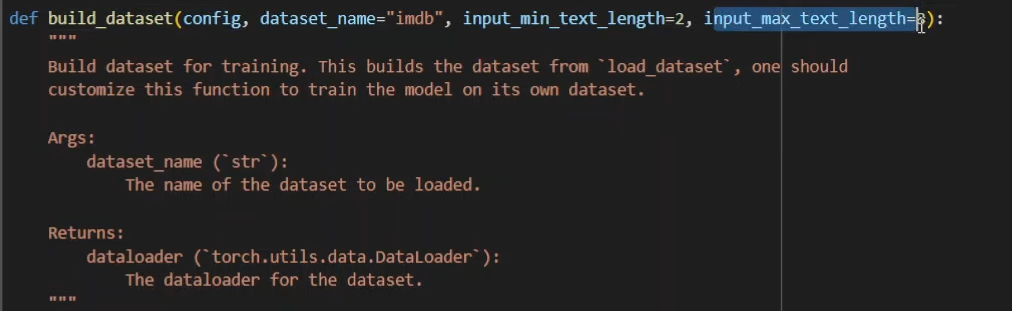 def build_dataset(config, dataset_name="imdb", input_min_text_length=2, input_max_text_length=8):
"""
Build dataset for training. This builds the dataset from `load_dataset`, one should
customize this function to train the model on its own dataset.
Args:
dataset_name (`str`):
The name of the dataset to be loaded.
Returns:
dataloader (`torch.utils.data.DataLoader`):
The dataloader for the dataset.
"""